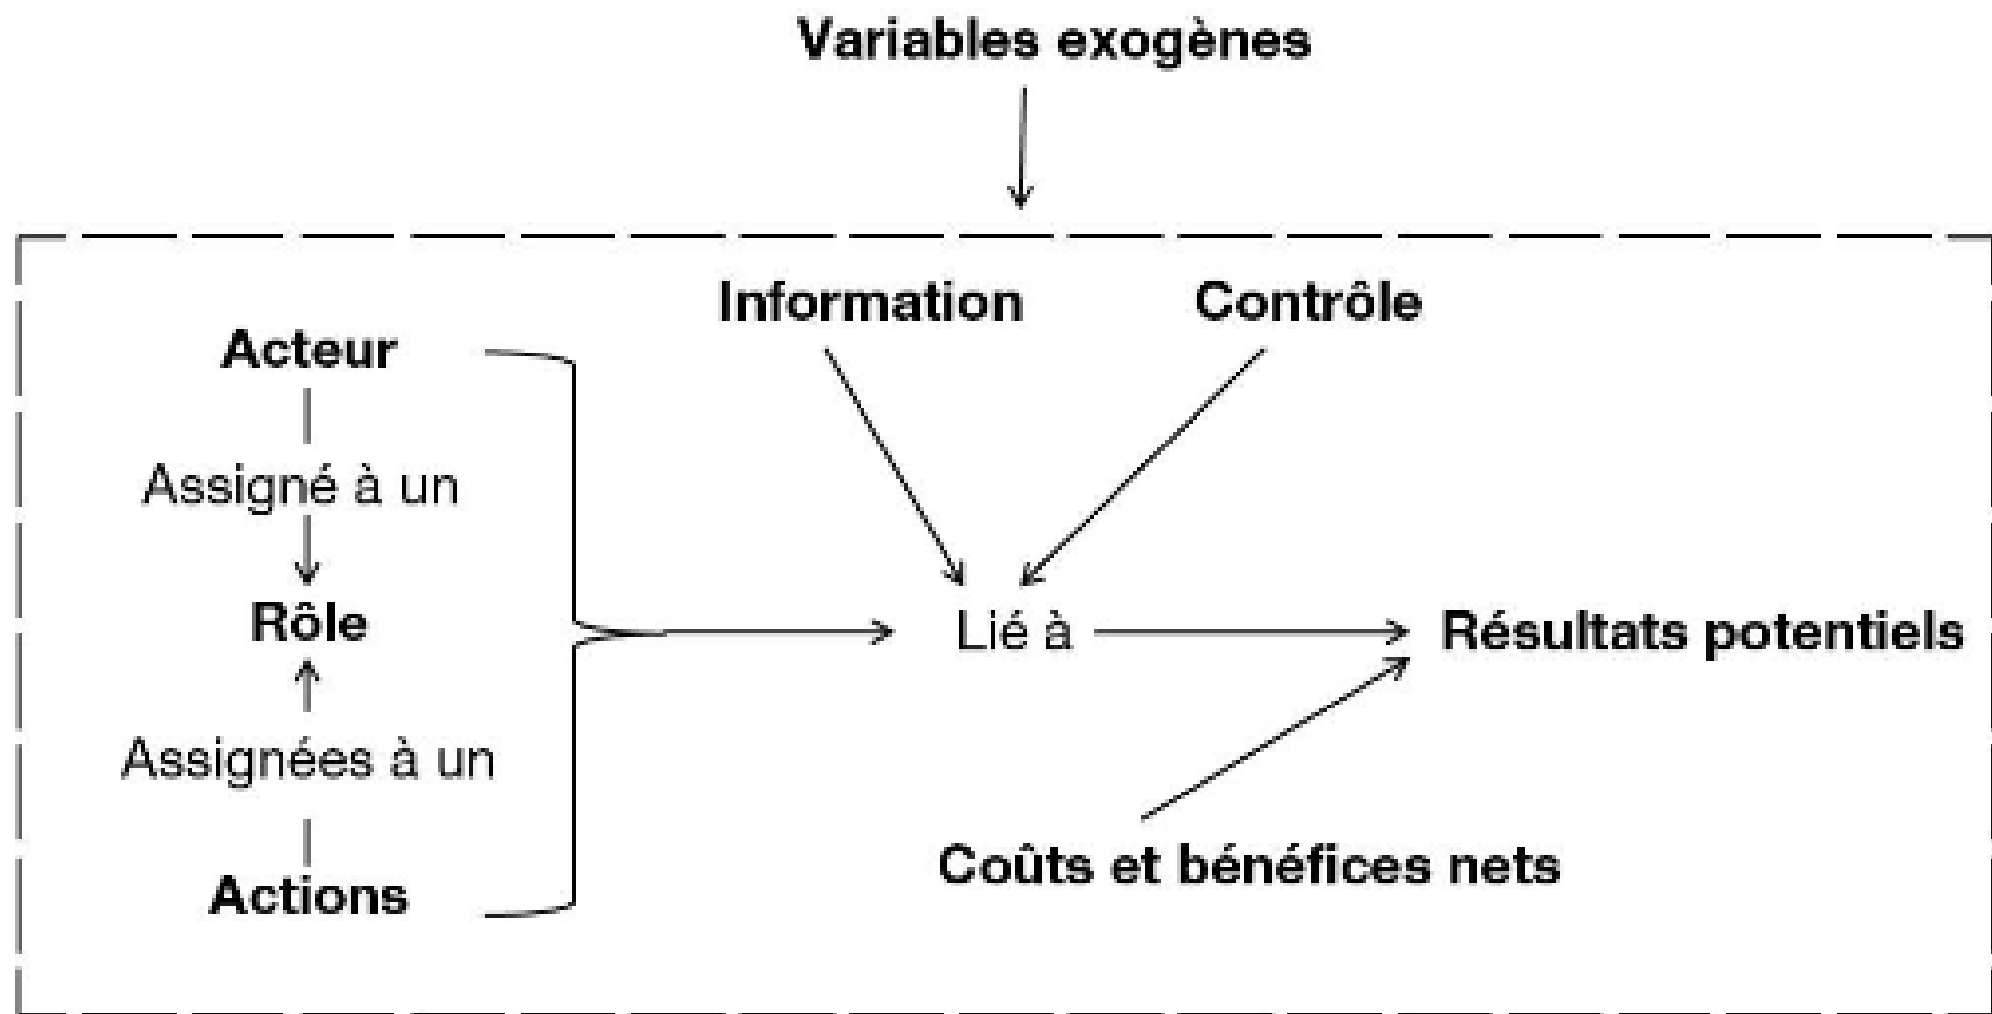 Variables exogènes
Information
Contrôle
Acteur
Assigné à un
Rôle
Lié à
Résultats potentiels
Assignées à un
Coûts et bénéfices nets
Actions